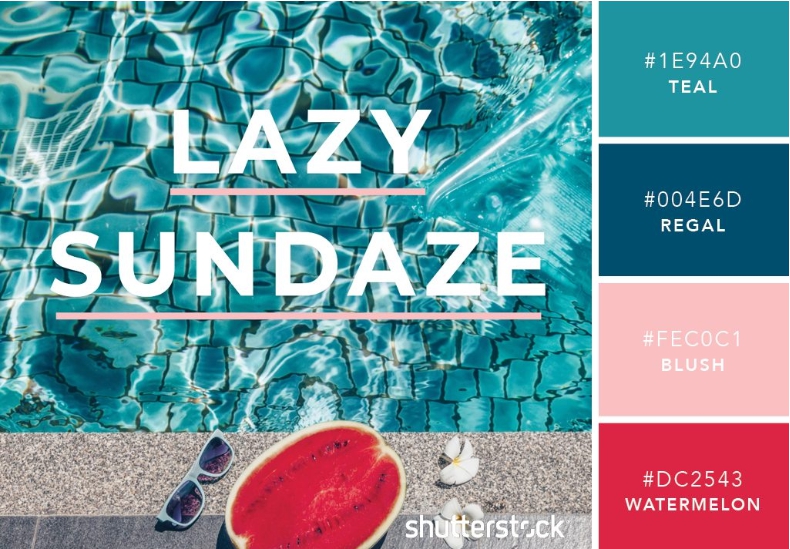 LAZY
SUNDAZE
shutterstock
#1E94A0
TEAL
#004E6D
REGAL
#FEC0C1
BLUSH
#DC2543
WATERMELON